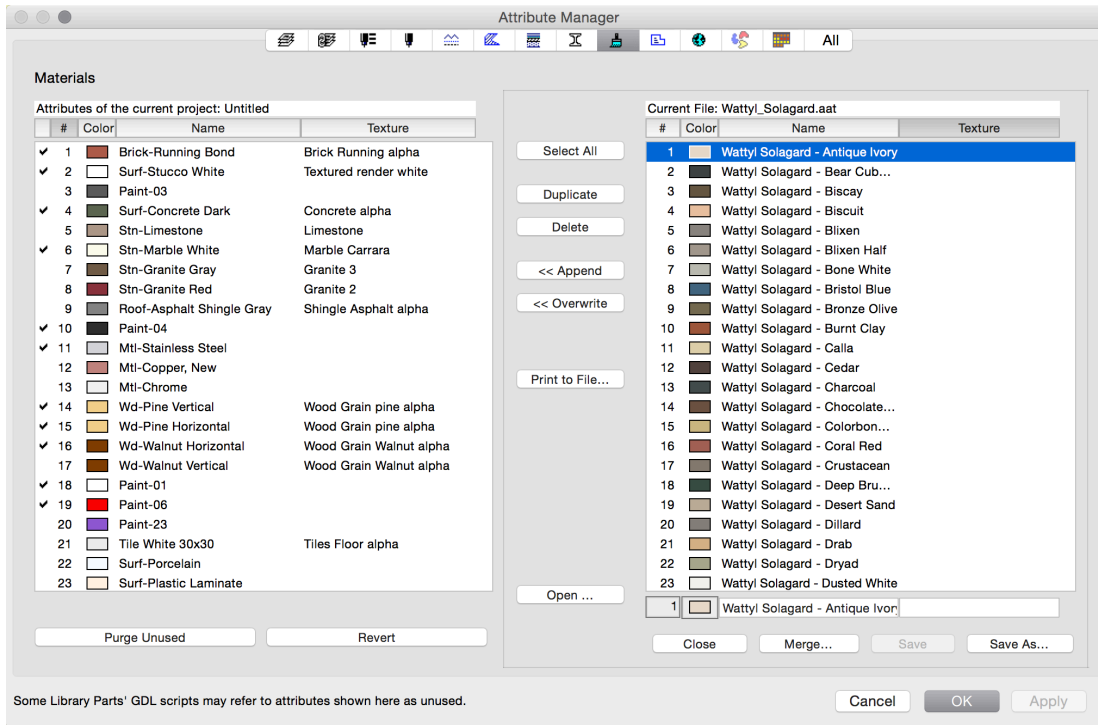 Attribute Manager
All
Materials
Attributes of the current project: Untitled
# Color Name Texture
✔ 1 Brick-Running Bond Brick Running alpha
✔ 2 Surf-Stucco White Textured render white
3 Paint-03
✔ 4 Surf-Concrete Dark Concrete alpha
5 Stn-Limestone Limestone
✔ 6 Stn-Marble White Marble Carrara
7 Stn-Granite Gray Granite 3
8 Stn-Granite Red Granite 2
9 Roof-Asphalt Shingle Gray Shingle Asphalt alpha
✔ 10 Paint-04
✔ 11 Mtl-Stainless Steel
12 Mtl-Copper, New
13 Mtl-Chrome
✔ 14 Wd-Pine Vertical Wood Grain pine alpha
✔ 15 Wd-Pine Horizontal Wood Grain pine alpha
✔ 16 Wd-Walnut Horizontal Wood Grain Walnut alpha
17 Wd-Walnut Vertical Wood Grain Walnut alpha
✔ 18 Paint-01
✔ 19 Paint-06
20 Paint-23
21 Tile White 30x30 Tiles Floor alpha
22 Surf-Porcelain
23 Surf-Plastic Laminate
Purge Unused
Revert
Select All
Duplicate
Delete
<< Append
<< Overwrite
Print to File...
Open ...
Current File: Wattyl_Solagard.aat
# Color Name Texture
1 Wattyl Solagard - Antique Ivory
2 Wattyl Solagard - Bear Cub...
3 Wattyl Solagard - Biscay
4 Wattyl Solagard - Biscuit
5 Wattyl Solagard - Blixen
6 Wattyl Solagard - Blixen Half
7 Wattyl Solagard - Bone White
8 Wattyl Solagard - Bristol Blue
9 Wattyl Solagard - Bronze Olive
10 Wattyl Solagard - Burnt Clay
11 Wattyl Solagard - Calla
12 Wattyl Solagard - Cedar
13 Wattyl Solagard - Charcoal
14 Wattyl Solagard - Chocolate...
15 Wattyl Solagard - Colorbon...
16 Wattyl Solagard - Coral Red
17 Wattyl Solagard - Crustacean
18 Wattyl Solagard - Deep Bru...
19 Wattyl Solagard - Desert Sand
20 Wattyl Solagard - Dillard
21 Wattyl Solagard - Drab
22 Wattyl Solagard - Dryad
23 Wattyl Solagard - Dusted White
1 Wattyl Solagard - Antique Ivory
Close
Merge...
Save
Save As...
Some Library Parts' GDL scripts may refer to attributes shown here as unused.
Cancel
OK
Apply